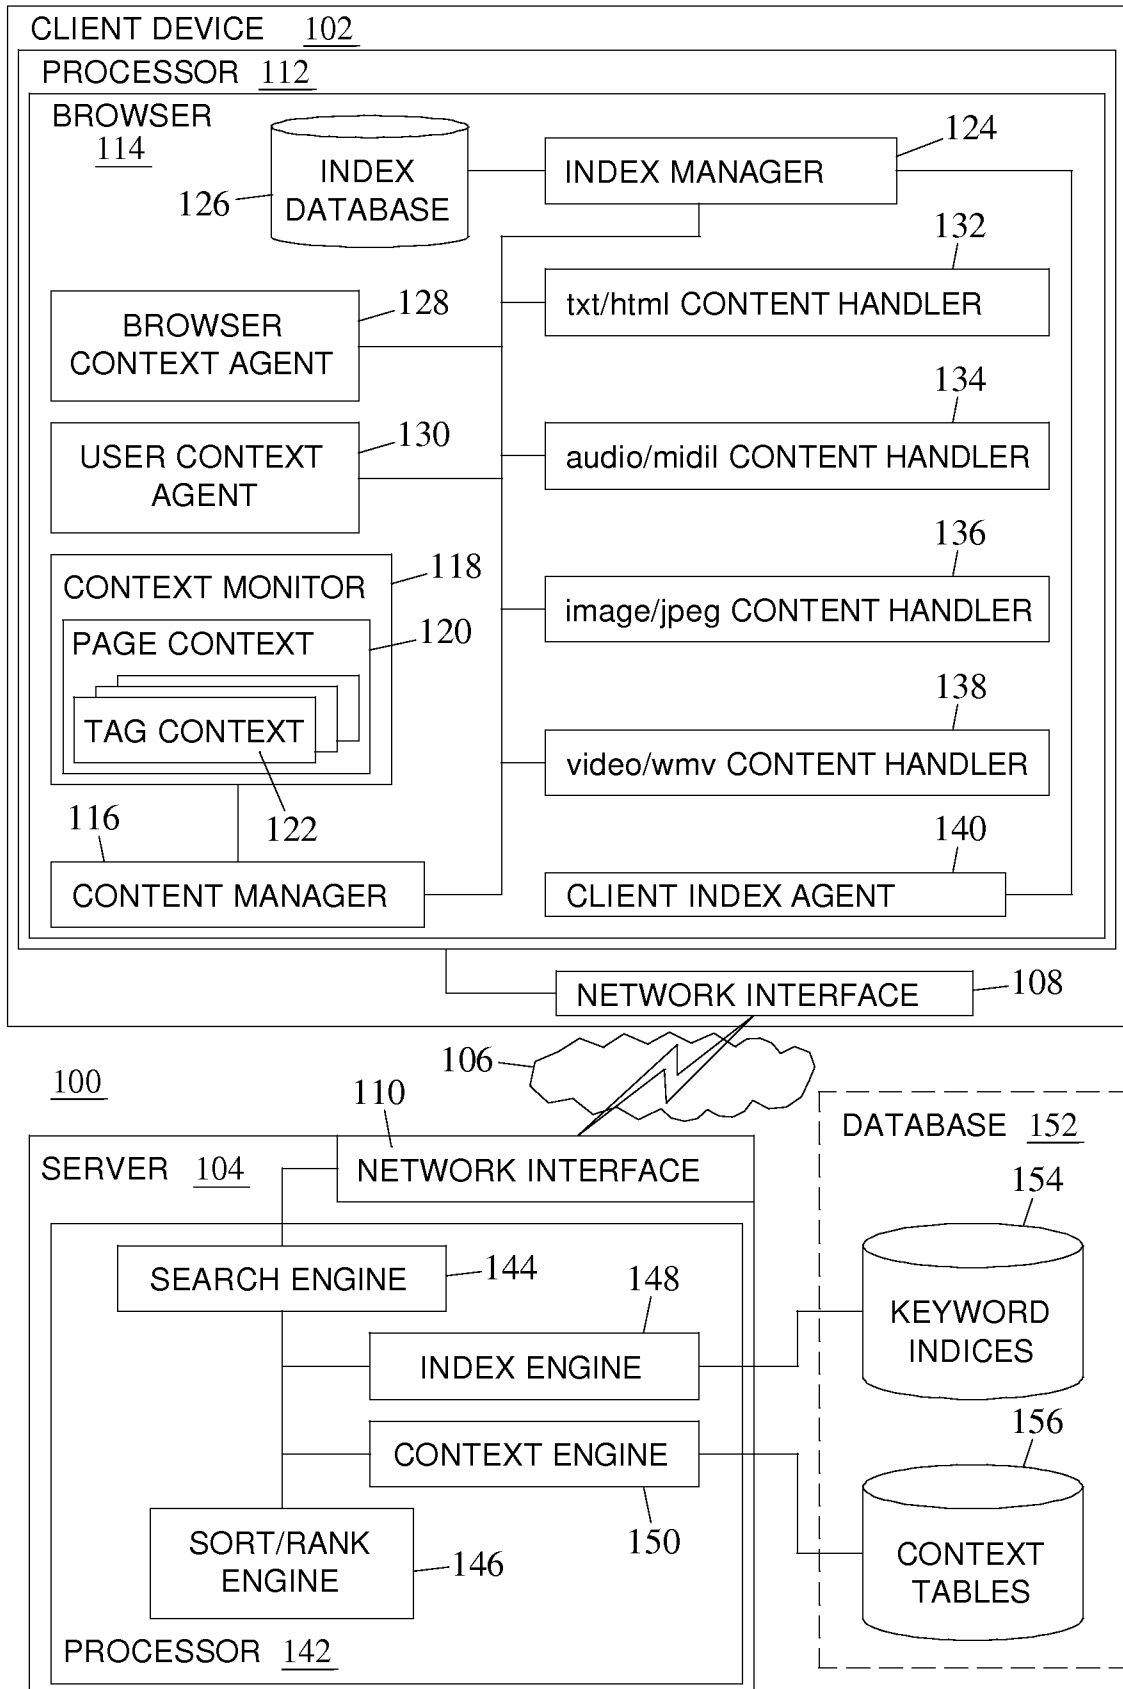 CLIENT DEVICE 102
PROCESSOR 112
BROWSER
114
INDEX
DATABASE
126
INDEX MANAGER
124
132
txt/html CONTENT HANDLER
BROWSER
CONTEXT AGENT
128
134
audio/midil CONTENT HANDLER
USER CONTEXT
AGENT
130
136
image/jpeg CONTENT HANDLER
CONTEXT MONITOR
118
PAGE CONTEXT
120
TAG CONTEXT
122
138
video/wmv CONTENT HANDLER
116
CONTENT MANAGER
140
CLIENT INDEX AGENT
NETWORK INTERFACE
108
106
100
110
SERVER 104
NETWORK INTERFACE
DATABASE 152
154
KEYWORD
INDICES
SEARCH ENGINE
144
148
INDEX ENGINE
CONTEXT ENGINE
150
156
CONTEXT
TABLES
SORT/RANK
ENGINE
146
PROCESSOR 142